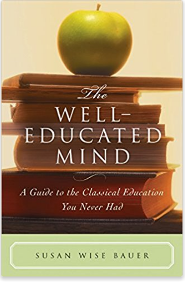 The
WELL–
EDUCATED
MIND
A Guide to the Classical Education
You Never Had
SUSAN WISE BAUER